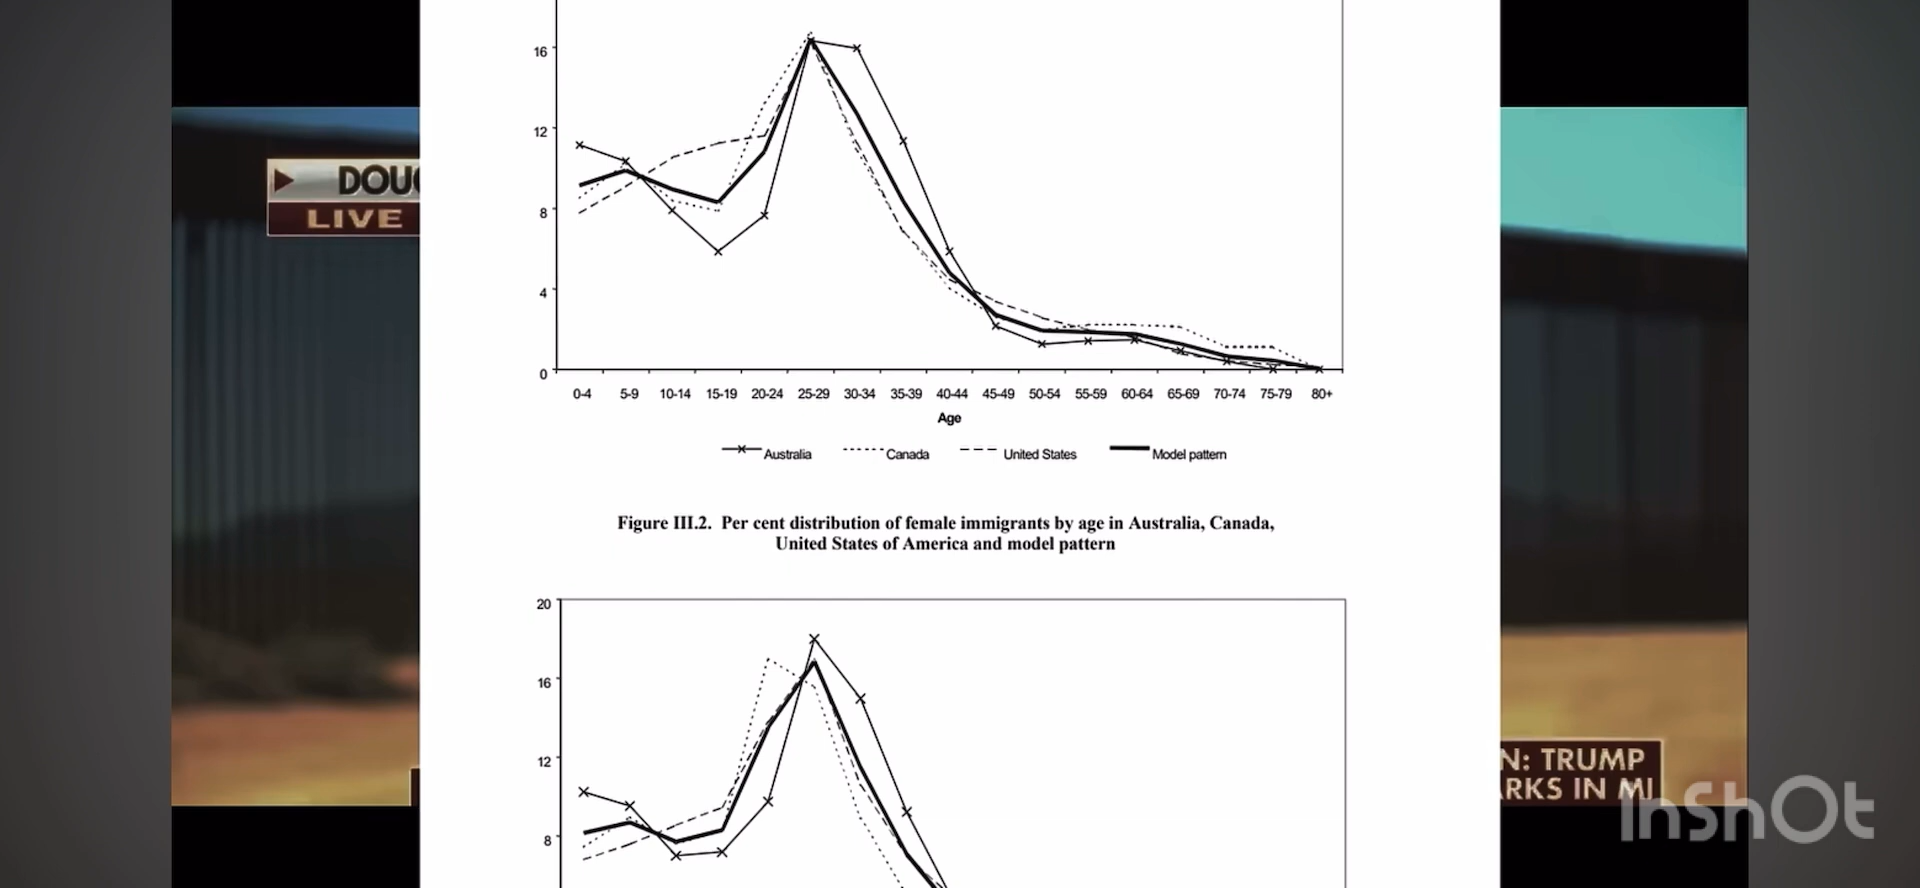 16
12
8
4
0
0-4 5-9 10-14 15-19 20-24 25-29 30-34 35-39 40-44 45-49 50-54 55-59 60-64 65-69 70-74 75-79 80+
Age
Australia Canada United States Model pattern
Figure III.2. Per cent distribution of female immigrants by age in Australia, Canada,
United States of America and model pattern
20
16
12
8
DOUG
LIVE
N: TRUMP
ARKS IN MI
InShOt